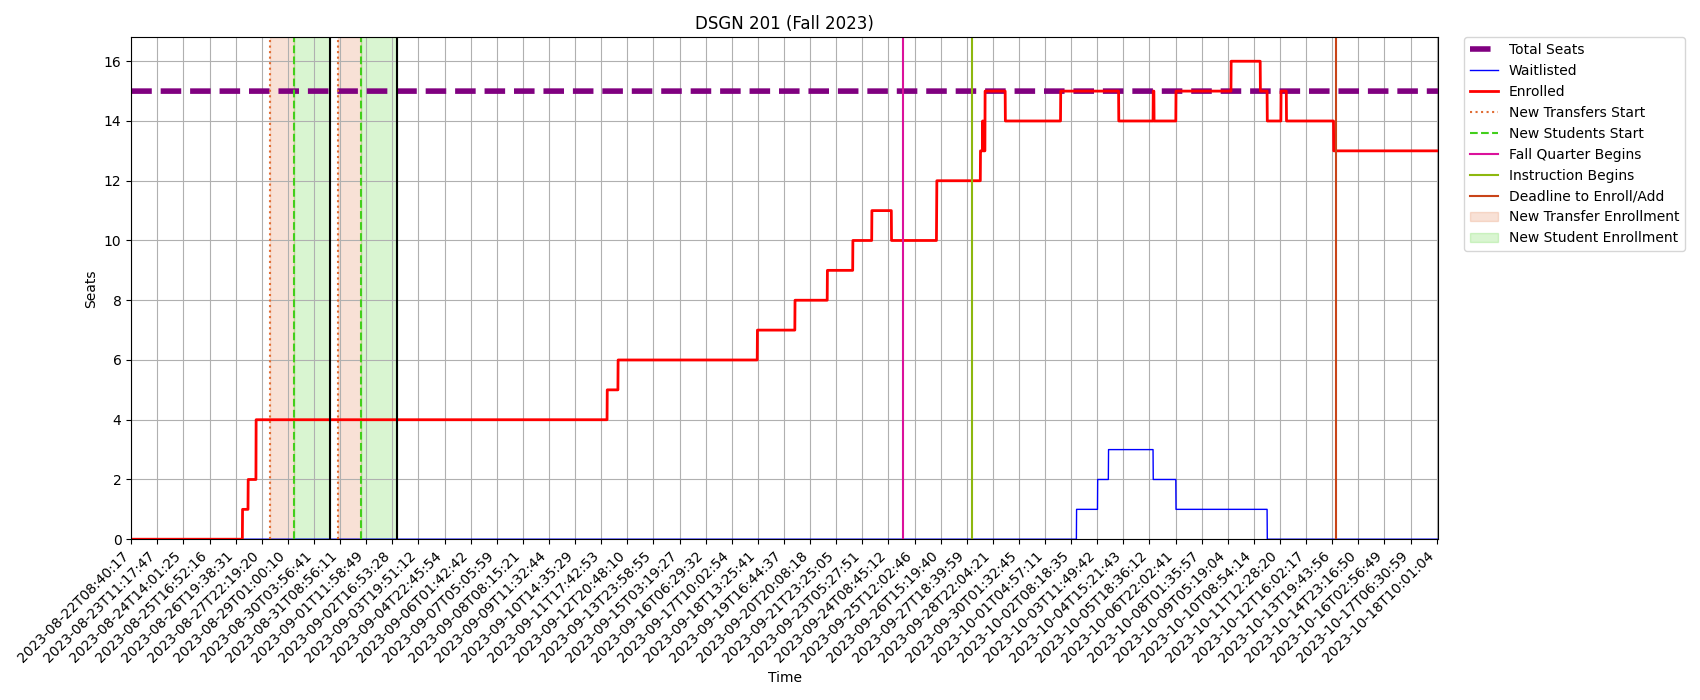 DSGN 201 (Fall 2023)
Seats
16
14
12
10
8
6
4
2
0
2023-08-22T08:40:17
2023-08-23T11:17:47
2023-08-24T14:01:25
2023-08-25T16:52:16
2023-08-26T19:38:31
2023-08-27T22:19:20
2023-08-29T01:00:10
2023-08-30T03:56:41
2023-08-31T08:56:11
2023-09-01T11:58:49
2023-09-02T16:53:28
2023-09-03T19:51:12
2023-09-04T22:45:54
2023-09-06T01:42:42
2023-09-07T05:05:59
2023-09-08T08:15:21
2023-09-09T11:32:44
2023-09-10T14:35:29
2023-09-11T17:42:53
2023-09-12T20:48:10
2023-09-13T23:58:55
2023-09-15T03:19:27
2023-09-16T06:29:32
2023-09-17T10:02:54
2023-09-18T13:25:41
2023-09-19T16:44:37
2023-09-20T20:08:18
2023-09-21T23:25:05
2023-09-23T05:27:51
2023-09-24T08:45:12
2023-09-25T12:02:46
2023-09-26T15:19:40
2023-09-27T18:39:59
2023-09-28T22:04:21
2023-09-30T01:32:45
2023-10-01T04:57:11
2023-10-02T08:18:35
2023-10-03T11:49:42
2023-10-04T15:21:43
2023-10-05T18:36:12
2023-10-06T22:02:41
2023-10-08T01:35:57
2023-10-09T05:19:04
2023-10-10T08:54:14
2023-10-11T12:28:20
2023-10-12T16:02:17
2023-10-13T19:43:56
2023-10-14T23:16:50
2023-10-16T02:56:49
2023-10-17T06:30:59
2023-10-18T10:01:04
Time
Total Seats
Waitlisted
Enrolled
New Transfers Start
New Students Start
Fall Quarter Begins
Instruction Begins
Deadline to Enroll/Add
New Transfer Enrollment
New Student Enrollment